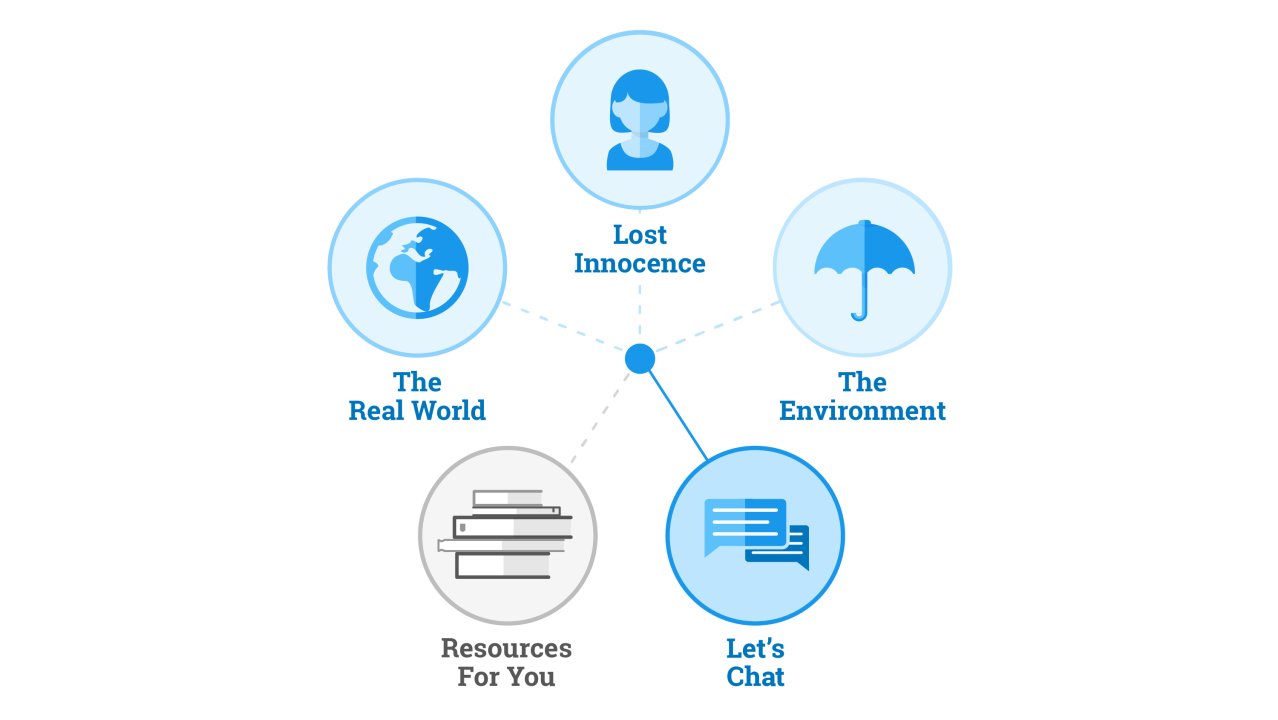 Lost
Innocence
The
Real World
The
Environment
Resources
For You
Let's
Chat